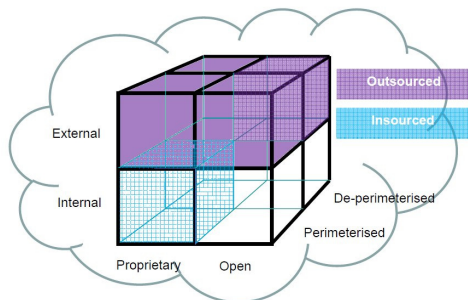 Outsourced
Insourced
External
Internal
De-perimeterised
Perimeterised
Proprietary
Open